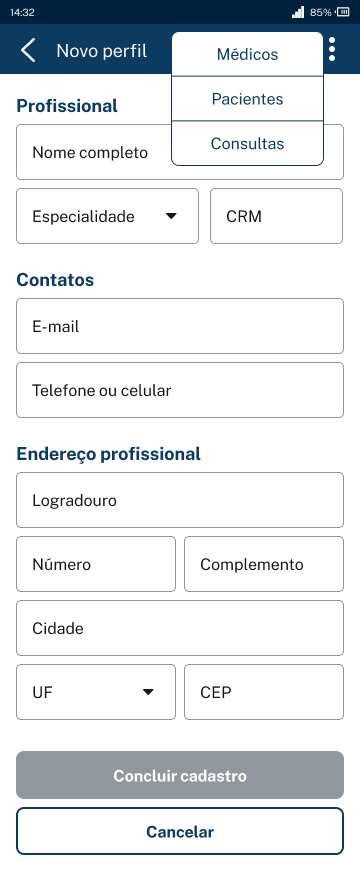 14:32
85%
Novo perfil
Médicos
Pacientes
Consultas
Profissional
Nome completo
Especialidade
CRM
Contatos
E-mail
Telefone ou celular
Endereço profissional
Logradouro
Número
Complemento
Cidade
UF
CEP
Concluir cadastro
Cancelar